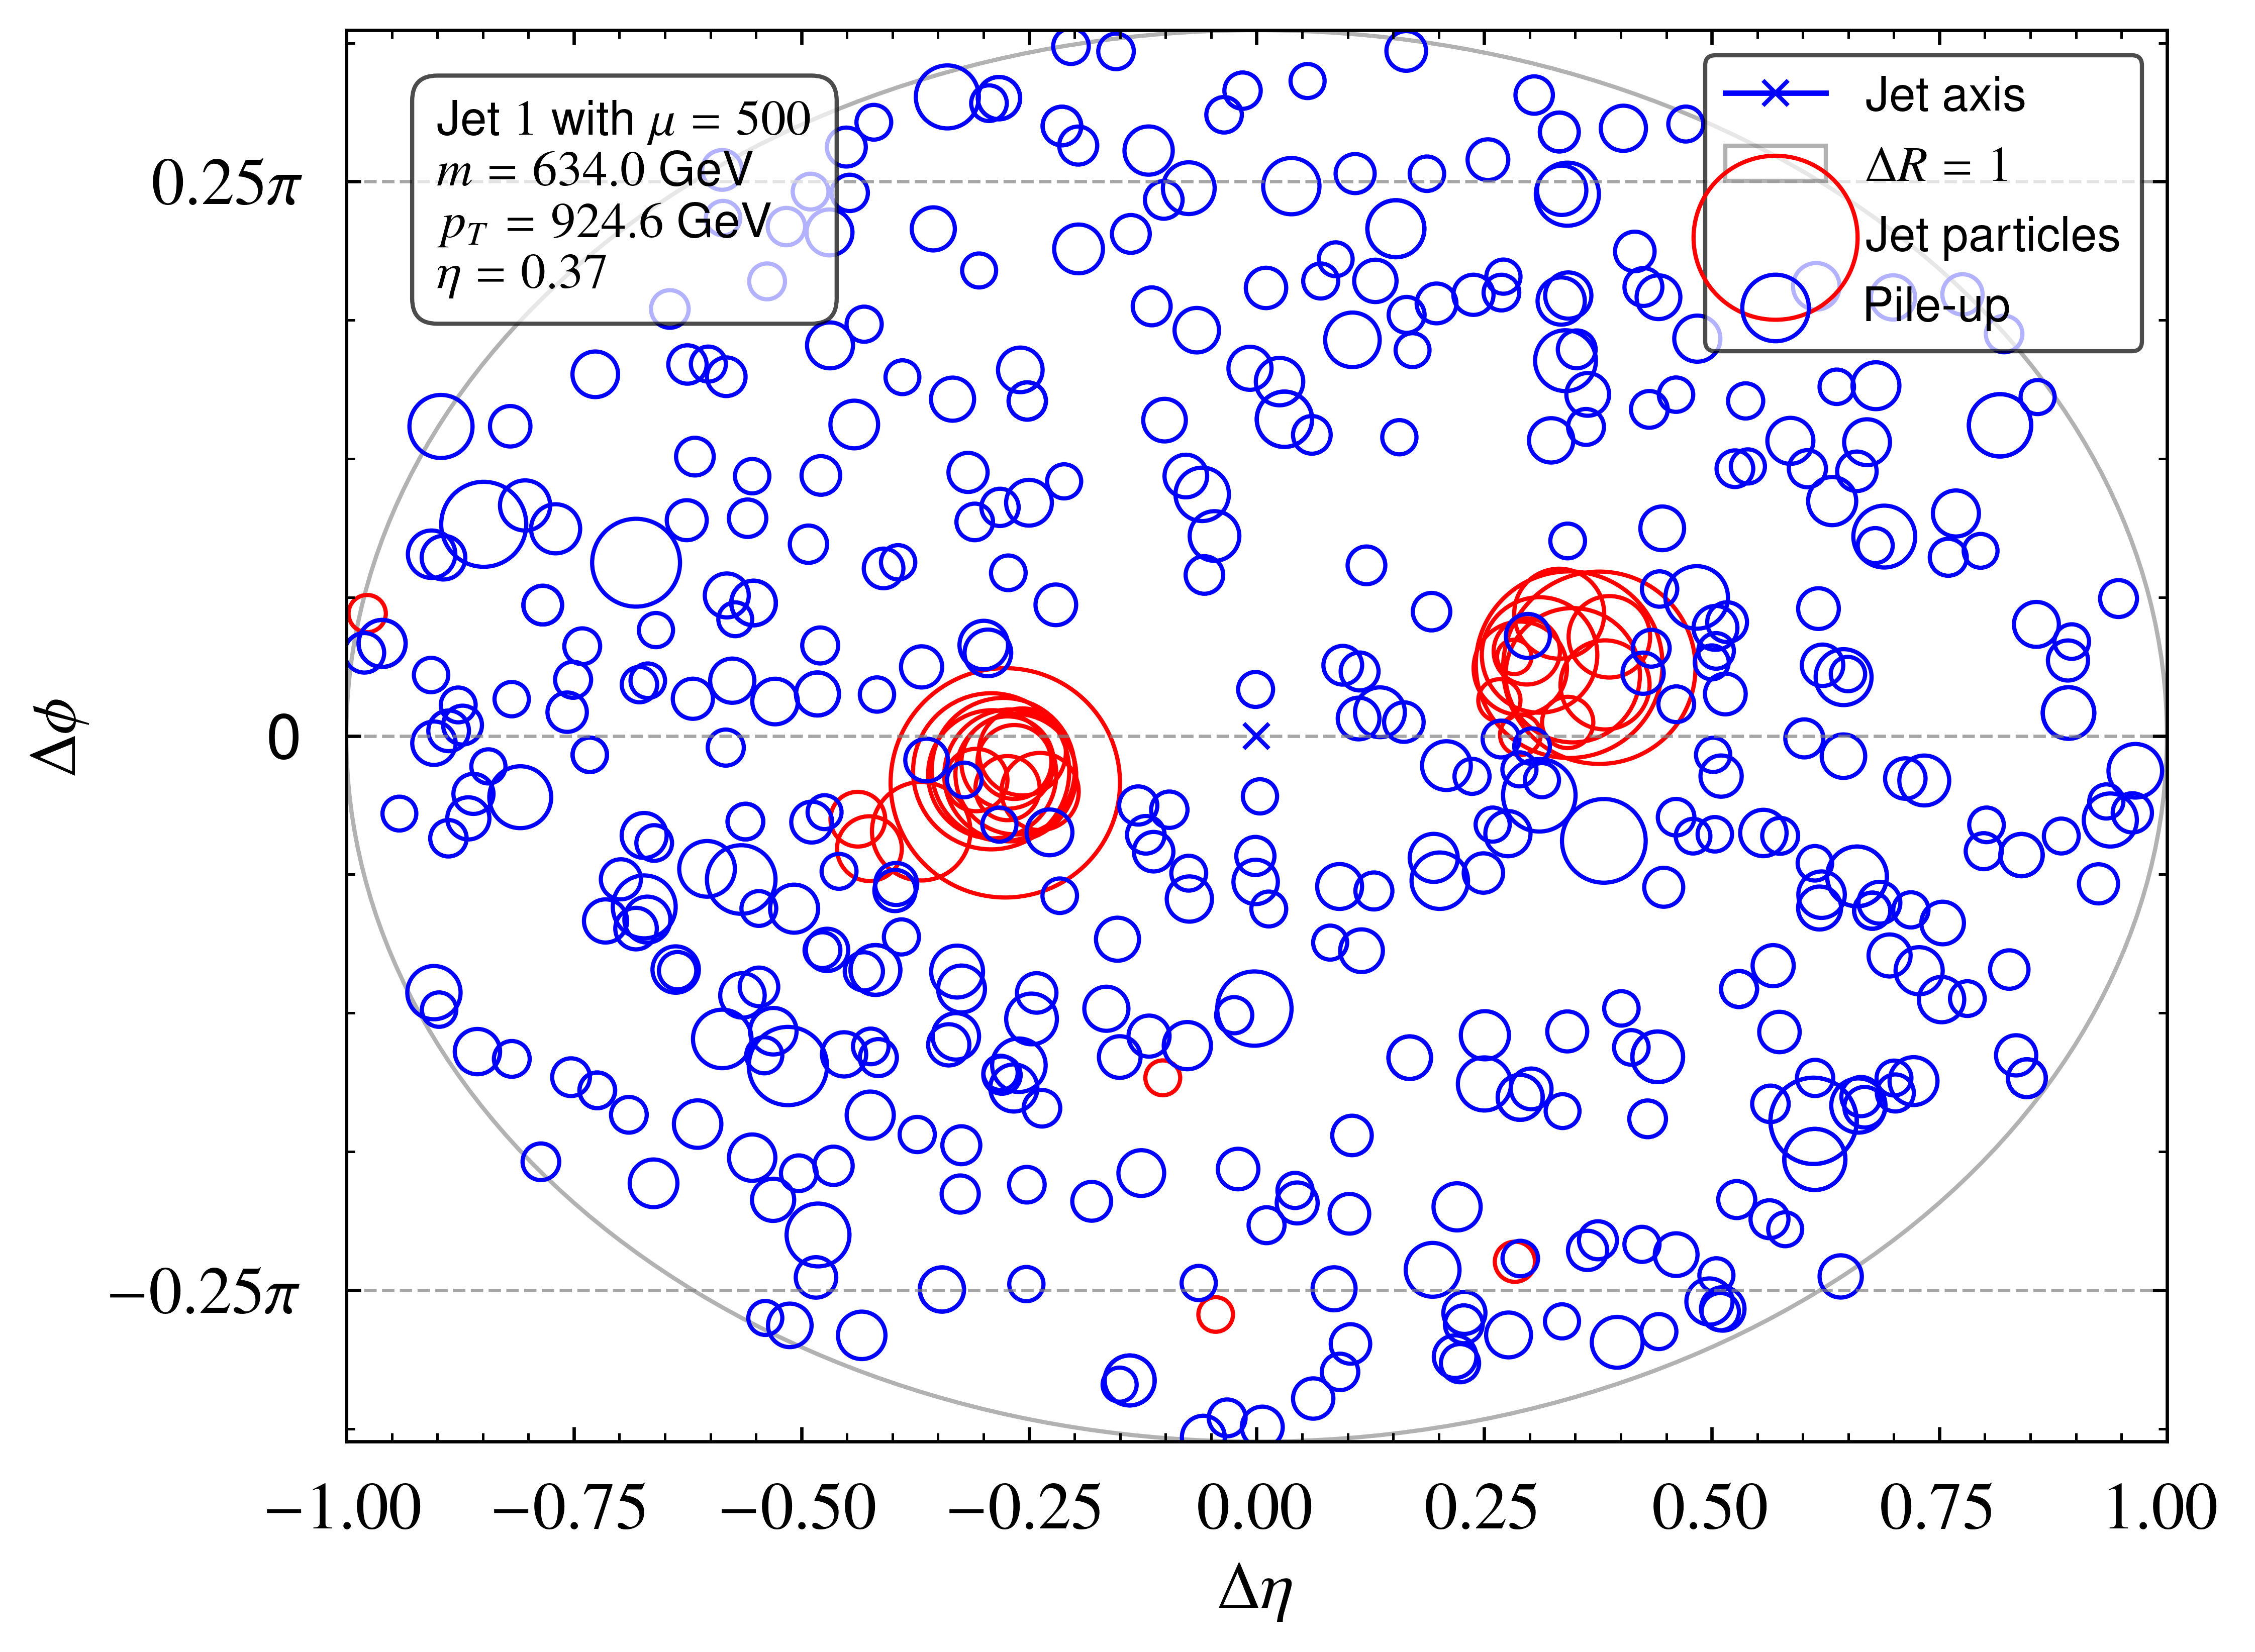 Jet 1 with μ = 500
m = 634.0 GeV
p_T = 924.6 GeV
η = 0.37
Jet axis
ΔR = 1
Jet particles
Pile-up
0.25π
0
−0.25π
Δϕ
−1.00 −0.75 −0.50 −0.25 0.00 0.25 0.50 0.75 1.00
Δη